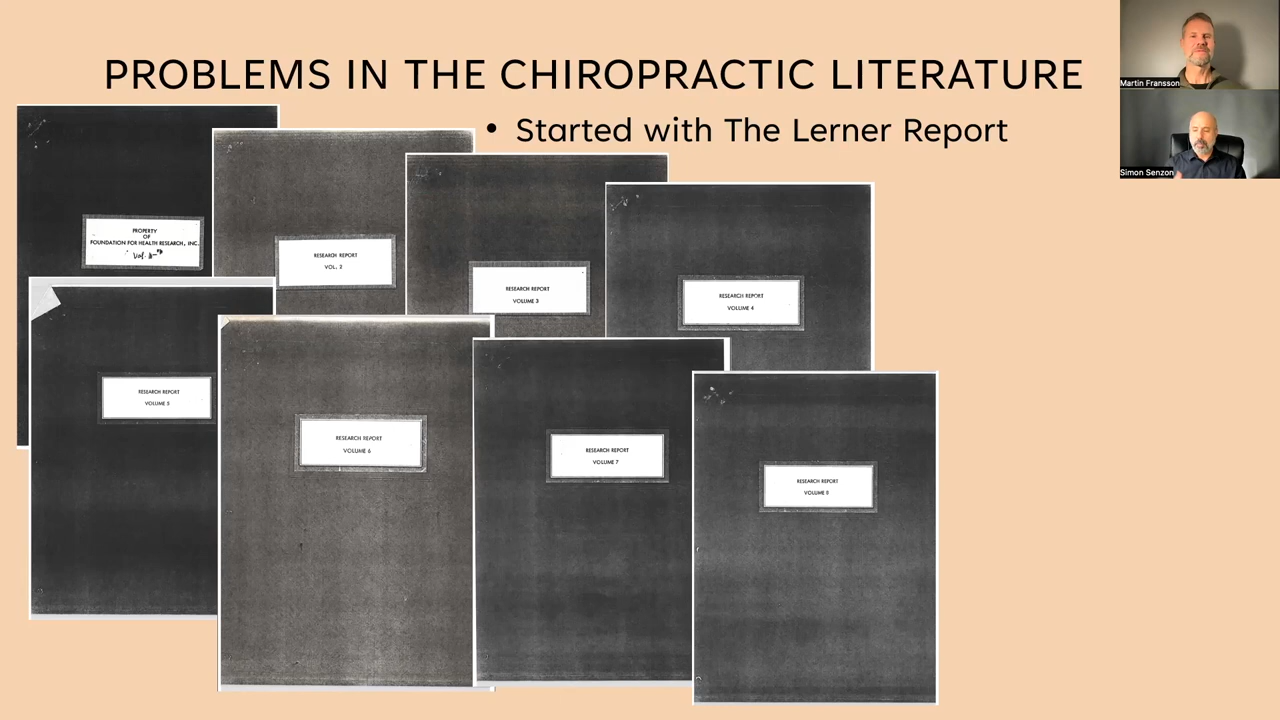 PROBLEMS IN THE CHIROPRACTIC LITERATURE
• Started with The Lerner Report
Martin Fransson
Simon Senzon
PROPERTY
OF
FOUNDATION FOR HEALTH RESEARCH, INC.
RESEARCH REPORT
VOL. 2
RESEARCH REPORT
VOLUME 3
RESEARCH REPORT
VOLUME 4
RESEARCH REPORT
VOLUME 5
RESEARCH REPORT
VOLUME 6
RESEARCH REPORT
VOLUME 7
RESEARCH REPORT
VOLUME 8